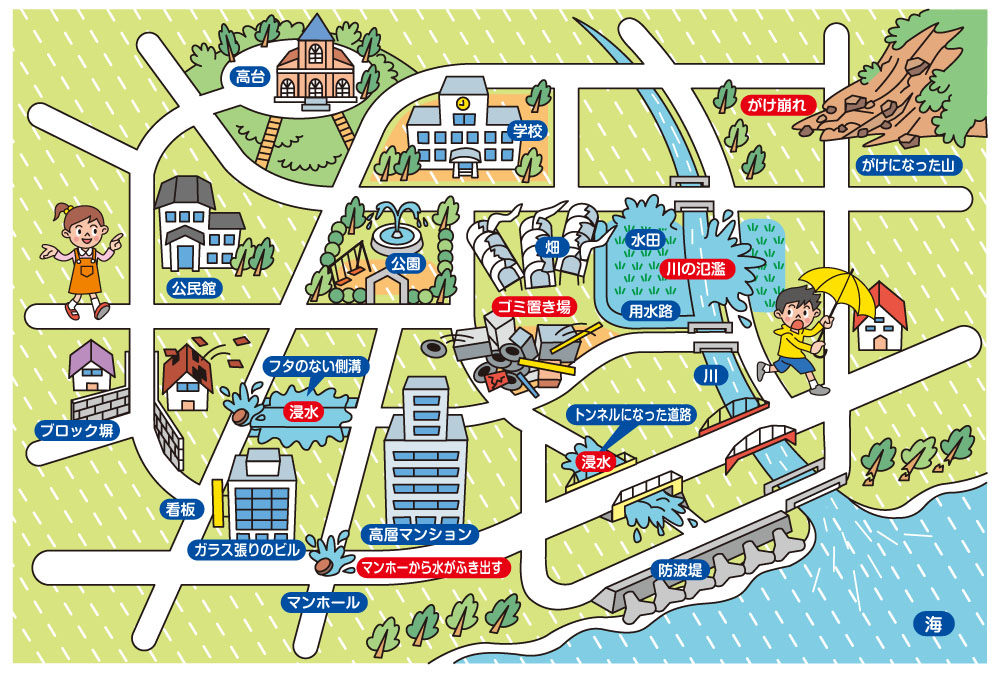 高台
学校
がけ崩れ
がけになった山
公民館
公園
畑
水田
川の氾濫
用水路
ゴミ置き場
フタのない側溝
浸水
川
トンネルになった道路
浸水
ブロック塀
看板
ガラス張りのビル
高層マンション
マンホーから水がふき出す
マンホール
防波堤
海